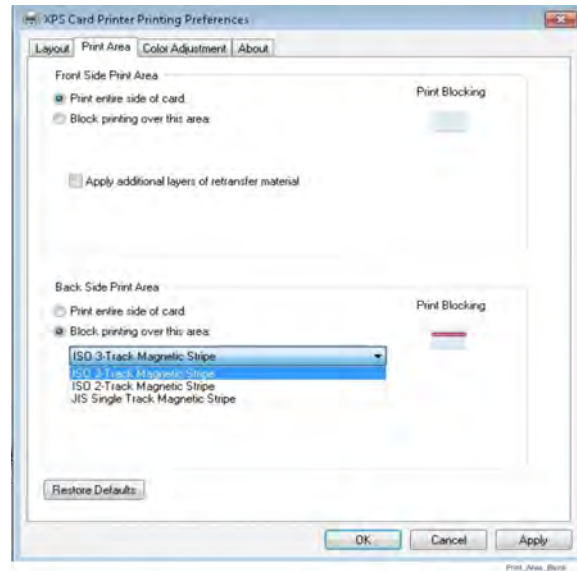 XPS Card Printer Printing Preferences
Layout Print Area Color Adjustment About
Front Side Print Area
Print entire side of card
Print Blocking
Block printing over this area:
Apply additional layers of retransfer material
Back Side Print Area
Print entire side of card
Print Blocking
Block printing over this area:
ISO 3-Track Magnetic Stripe
ISO 3-Track Magnetic Stripe
ISO 2-Track Magnetic Stripe
JIS Single Track Magnetic Stripe
Restore Defaults
OK Cancel Apply
Print_Area_Blank